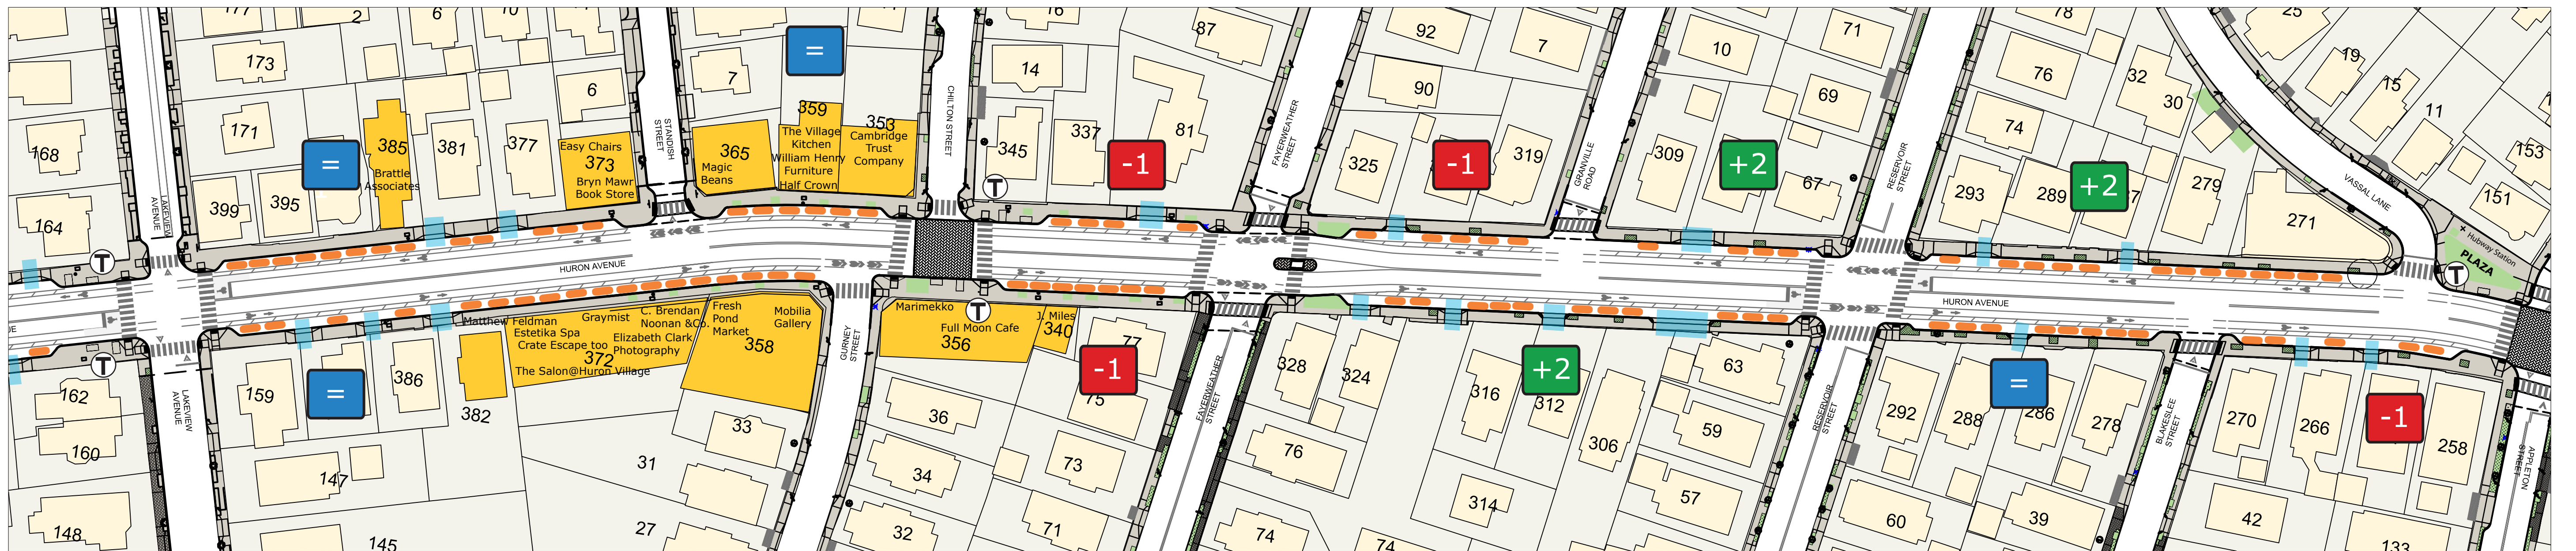 177
2
6
10
16
87
92
7
10
71
78
25
173
6
7
=
14
90
69
76
32
30
19
15
11
168
171
=
385
Brattle
Associates
381
377
Easy Chairs
373
Bryn Mawr
Book Store
STANDISH
STREET
365
Magic
Beans
359
The Village
Kitchen
William Henry
Furniture
Half Crown
353
Cambridge
Trust
Company
CHILTON STREET
345
337
81
-1
FAYERWEATHER
STREET
325
-1
319
GRANVILLE
ROAD
309
+2
67
RESERVOIR
STREET
74
293
289
+2
7
279
271
VASSAL LANE
153
151
Hubway Station
PLAZA
T
164
LAKEVIEW
AVENUE
399
395
T
T
HURON AVENUE
HURON AVENUE
UE
T
T
162
160
148
LAKEVIEW
AVENUE
159
=
386
382
147
145
Matthew Feldman
Estetika Spa
Crate Escape too
372
The Salon@Huron Village
Graymist
C. Brendan
Noonan &Co.
Elizabeth Clark
Photography
Fresh
Pond
Market
358
Mobilia
Gallery
GURNEY
STREET
33
31
27
Marimekko
Full Moon Cafe
356
J. Miles
340
77
-1
75
36
34
32
73
71
FAYERWEATHER
STREET
328
324
76
74
74
316
+2
312
306
314
63
59
57
RESERVOIR
STREET
292
288
=
286
278
60
39
BLAKESLEE
STREET
270
266
-1
258
42
133
APPLETON
STREET